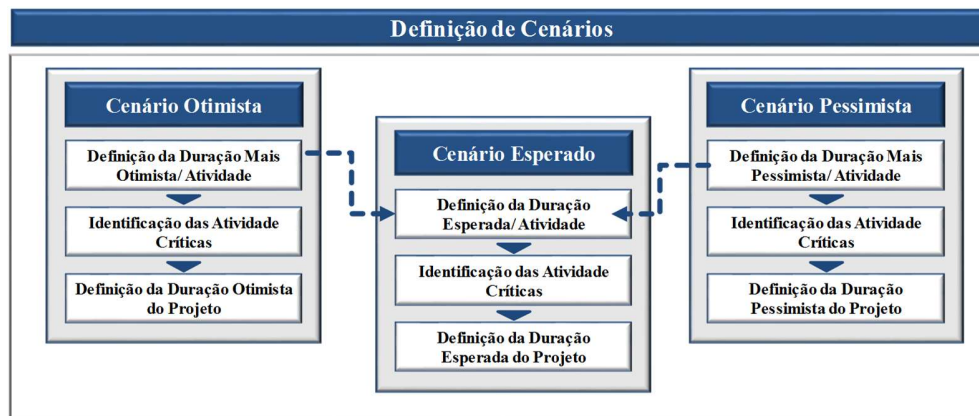 Definição de Cenários
Cenário Otimista
Definição da Duração Mais
Otimista/ Atividade
Identificação das Atividade
Críticas
Definição da Duração Otimista
do Projeto
Cenário Esperado
Definição da Duração
Esperada/ Atividade
Identificação das Atividade
Críticas
Definição da Duração
Esperada do Projeto
Cenário Pessimista
Definição da Duração Mais
Pessimista/ Atividade
Identificação das Atividade
Críticas
Definição da Duração
Pessimista do Projeto